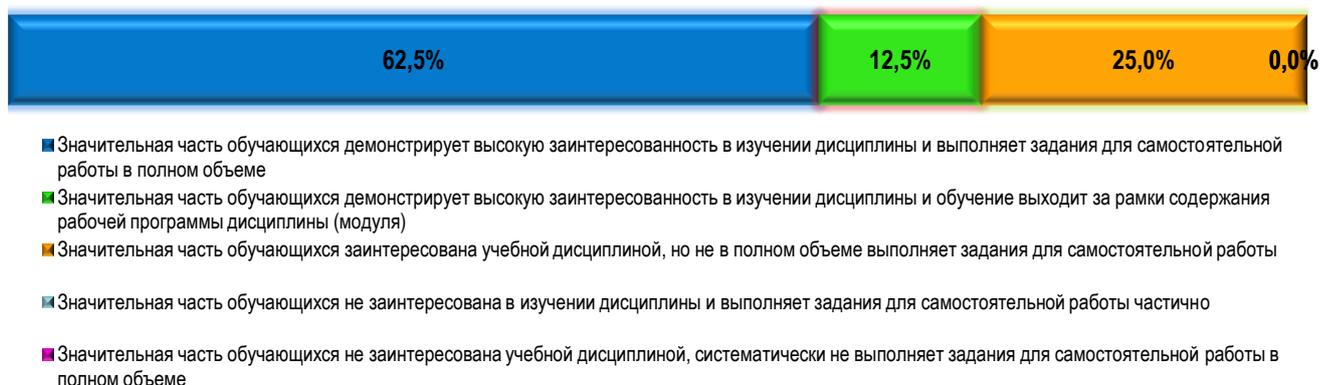 62,5% 12,5% 25,0% 0,0%
Значительная часть обучающихся демонстрирует высокую заинтересованность в изучении дисциплины и выполняет задания для самостоятельной
работы в полном объеме
Значительная часть обучающихся демонстрирует высокую заинтересованность в изучении дисциплины и обучение выходит за рамки содержания
рабочей программы дисциплины (модуля)
Значительная часть обучающихся заинтересована учебной дисциплиной, но не в полном объеме выполняет задания для самостоятельной работы
Значительная часть обучающихся не заинтересована в изучении дисциплины и выполняет задания для самостоятельной работы частично
Значительная часть обучающихся не заинтересована учебной дисциплиной, систематически не выполняет задания для самостоятельной работы в
полном объеме